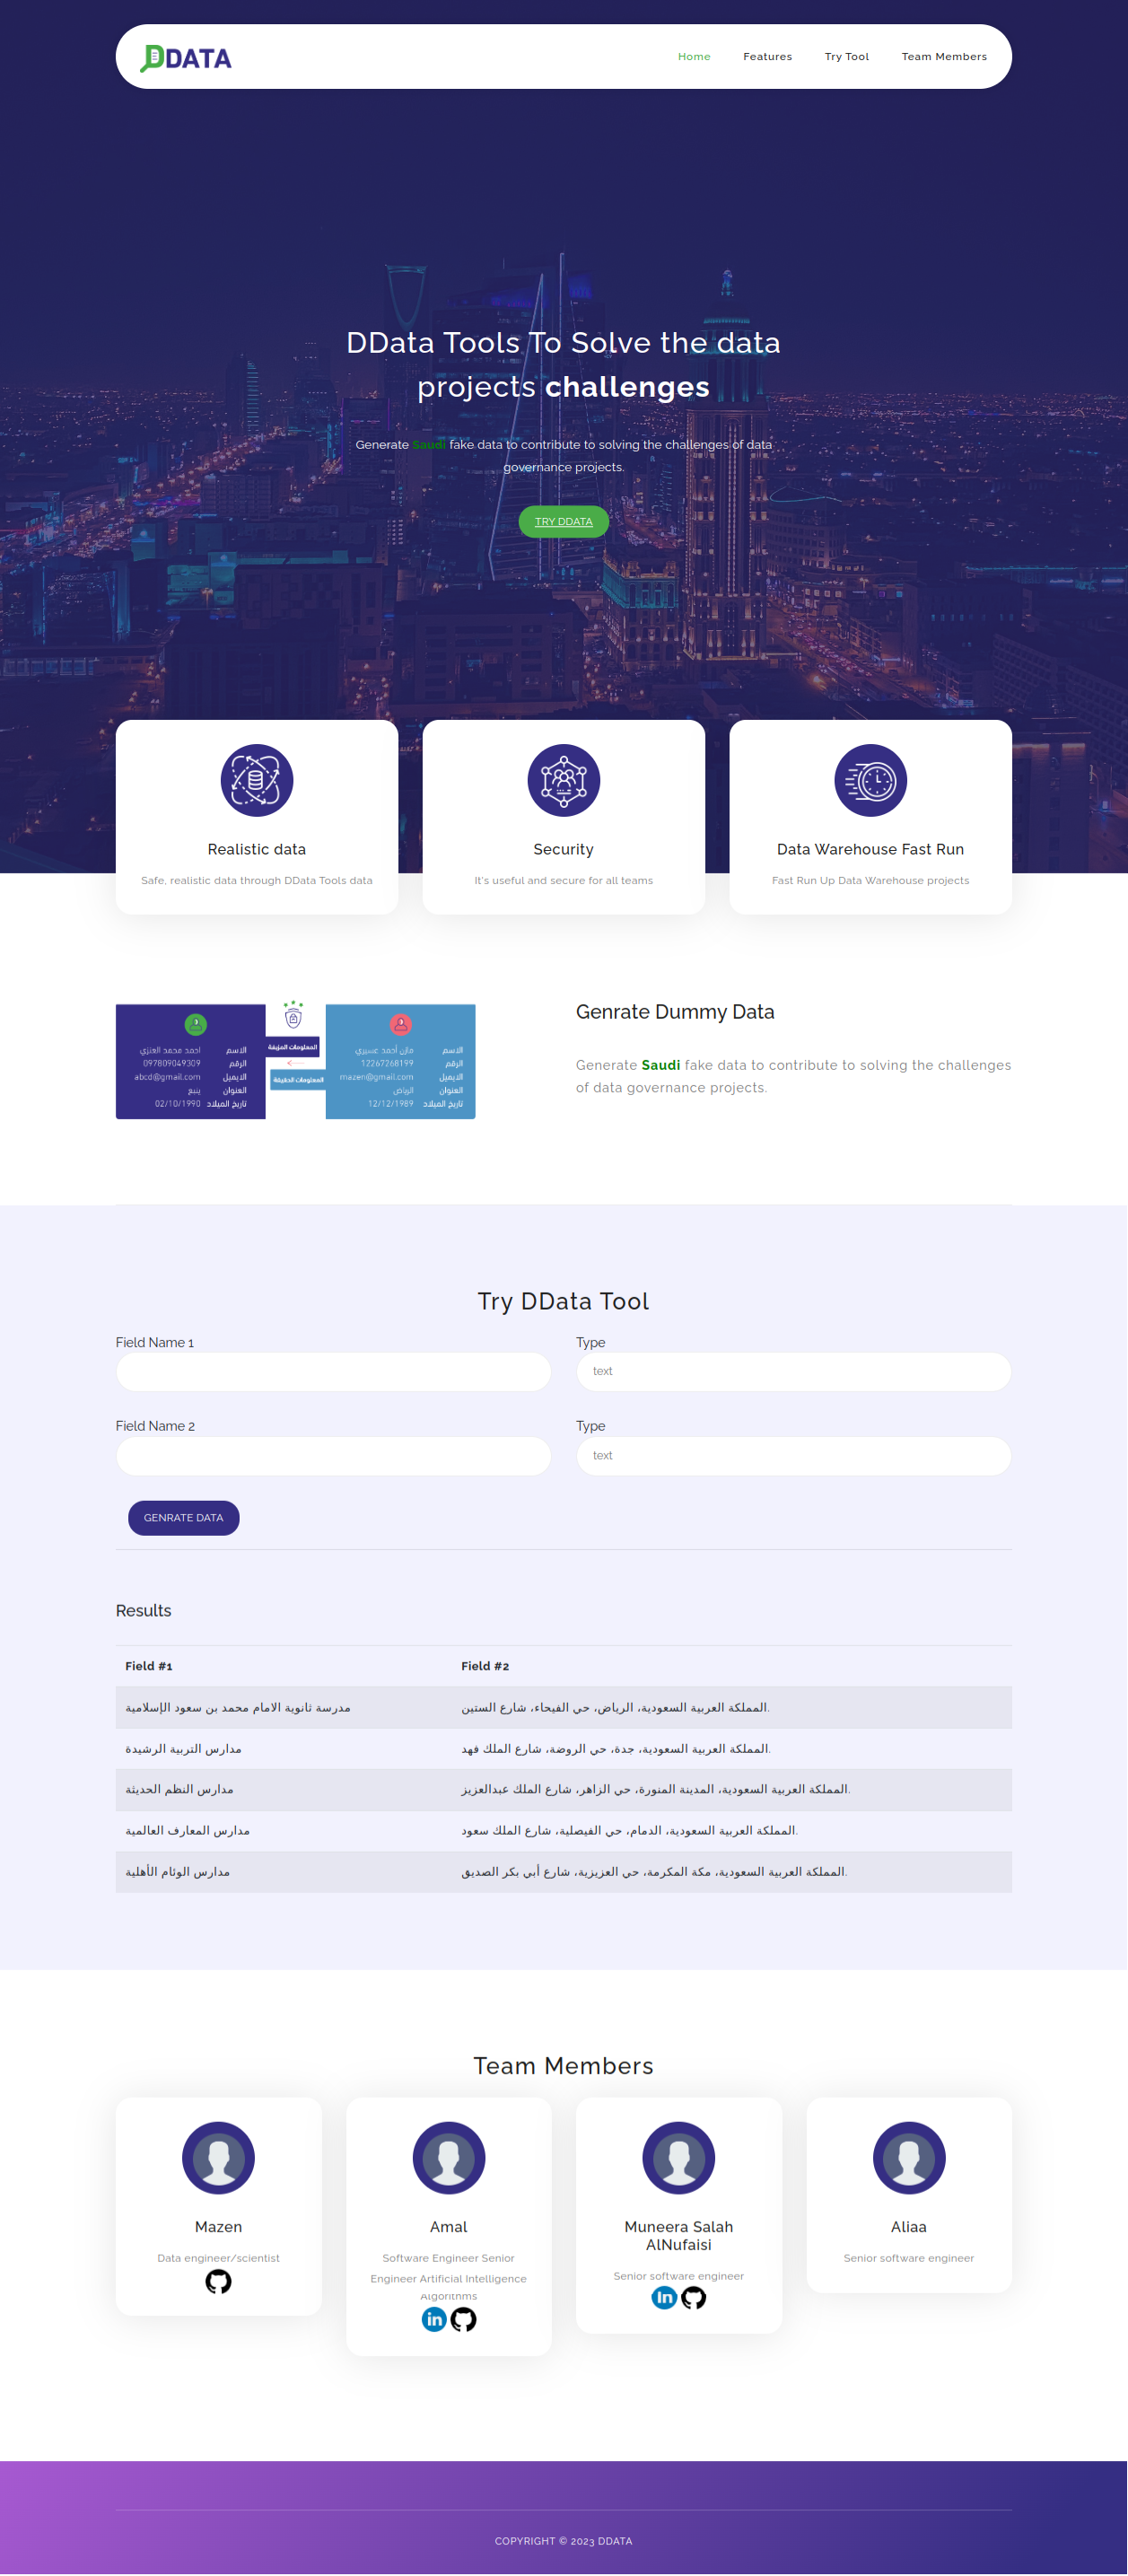 DDATA
Home Features Try Tool Team Members
DData Tools To Solve the data
projects challenges
Generate Saudi fake data to contribute to solving the challenges of data
governance projects.
TRY DDATA
Realistic data
Safe, realistic data through DData Tools data
Security
It's useful and secure for all teams
Data Warehouse Fast Run
Fast Run Up Data Warehouse projects
الاسم احمد محمد العنزي
الرقم 097809049309
الايميل abcd@gmail.com
العنوان ينبع
تاريخ الميلاد 02/10/1990
المعلومات المزيفة
المعلومات الحقيقة
الاسم مازن أحمد عسيري
الرقم 12267268199
الايميل mazen@gmail.com
العنوان الرياض
تاريخ الميلاد 12/12/1989
Genrate Dummy Data
Generate Saudi fake data to contribute to solving the challenges
of data governance projects.
Try DData Tool
Field Name 1 Type
text
Field Name 2 Type
text
GENRATE DATA
Results
Field #1 Field #2
مدرسة ثانوية الامام محمد بن سعود الإسلامية المملكة العربية السعودية، الرياض، حي الفيحاء، شارع الستين.
مدارس التربية الرشيدة المملكة العربية السعودية، جدة، حي الروضة، شارع الملك فهد.
مدارس النظم الحديثة المملكة العربية السعودية، المدينة المنورة، حي الزاهر، شارع الملك عبدالعزيز.
مدارس المعارف العالمية المملكة العربية السعودية، الدمام، حي الفيصلية، شارع الملك سعود.
مدارس الوئام الأهلية المملكة العربية السعودية، مكة المكرمة، حي العزيزية، شارع أبي بكر الصديق.
Team Members
Mazen
Data engineer/scientist
Amal
Software Engineer Senior
Engineer Artificial Intelligence
Algorithms
in
Muneera Salah
AlNufaisi
Senior software engineer
in
Aliaa
Senior software engineer
COPYRIGHT © 2023 DDATA